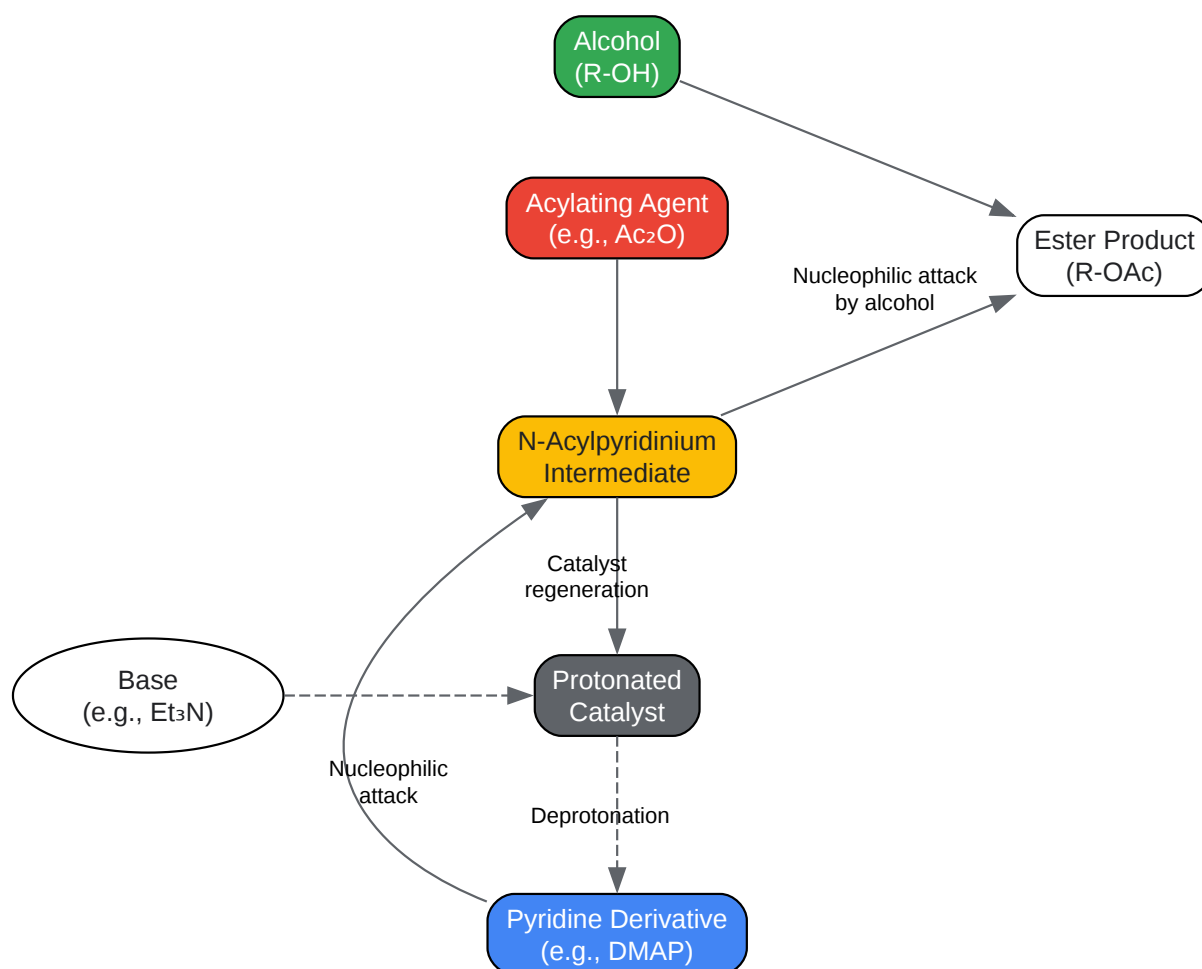 Alcohol
(R-OH)
Acylating Agent
(e.g., Ac₂O)
Ester Product
(R-OAc)
Nucleophilic attack
by alcohol
N-Acylpyridinium
Intermediate
Catalyst
regeneration
Base
(e.g., Et₃N)
Protonated
Catalyst
Nucleophilic
attack
Deprotonation
Pyridine Derivative
(e.g., DMAP)